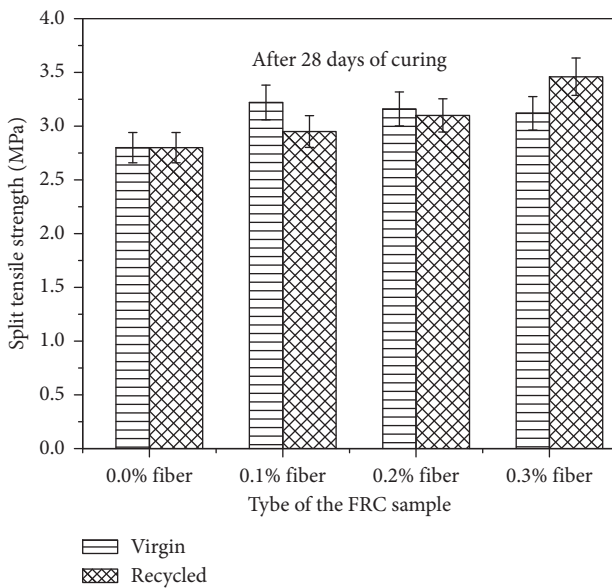 4.0
3.5
3.0
2.5
2.0
1.5
1.0
0.5
0.0
Split tensile strength (MPa)
After 28 days of curing
0.0% fiber 0.1% fiber 0.2% fiber 0.3% fiber
Tybe of the FRC sample
Virgin
Recycled